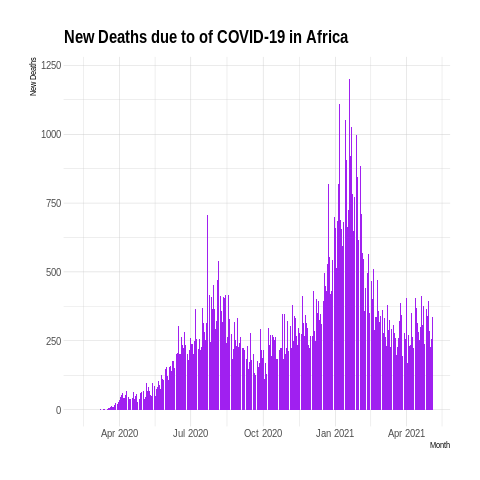 New Deaths due to of COVID-19 in Africa
New Deaths
1250
1000
750
500
250
0
Apr 2020 Jul 2020 Oct 2020 Jan 2021 Apr 2021
Month